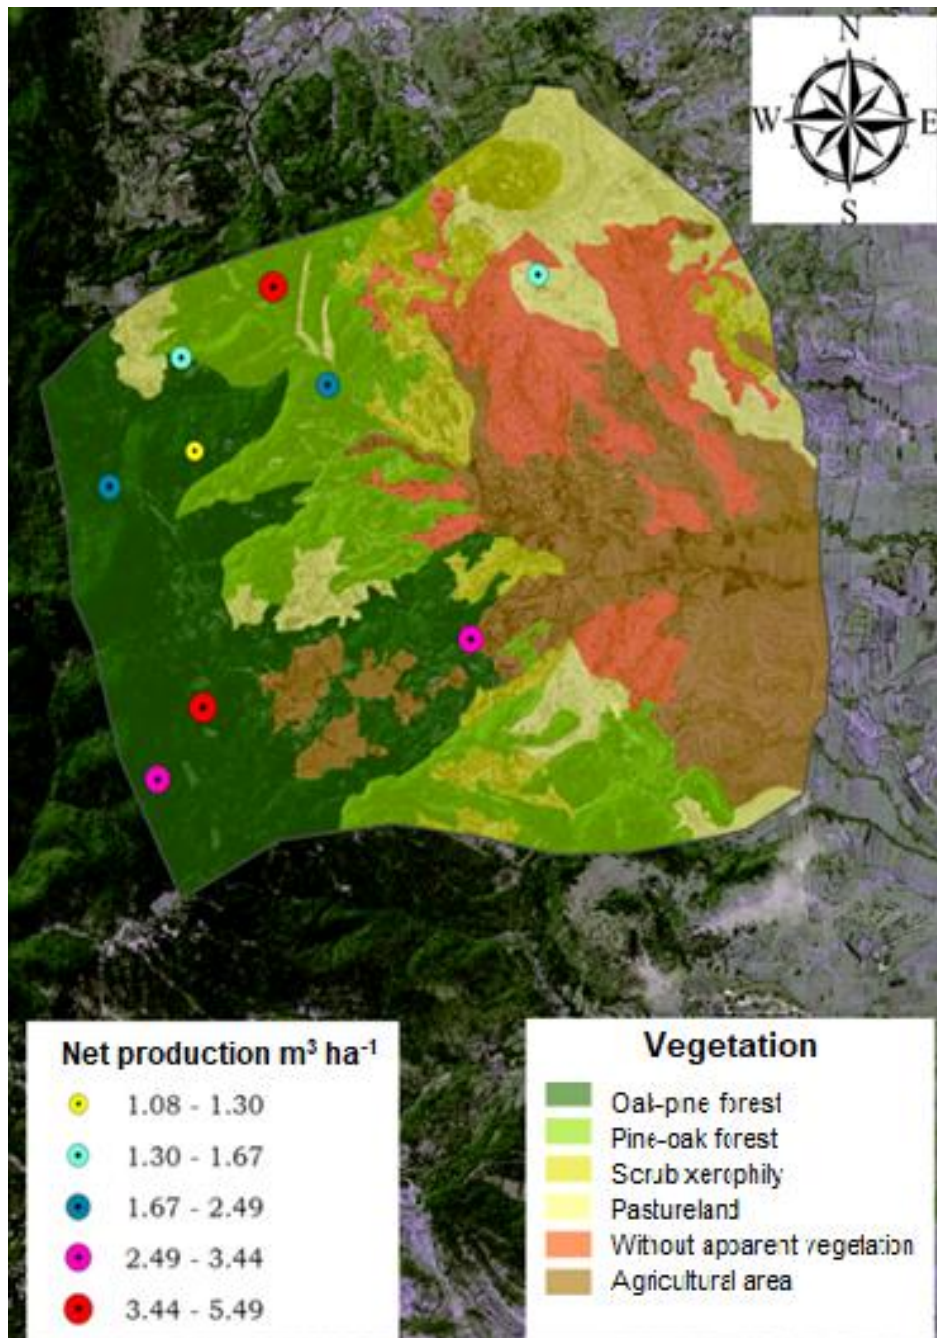 N
W E
S
Net production m³ ha⁻¹
1.08 - 1.30
1.30 - 1.67
1.67 - 2.49
2.49 - 3.44
3.44 - 5.49
Vegetation
Oak-pine forest
Pine-oak forest
Scrub xerophily
Pastureland
Without apparent vegetation
Agricultural area